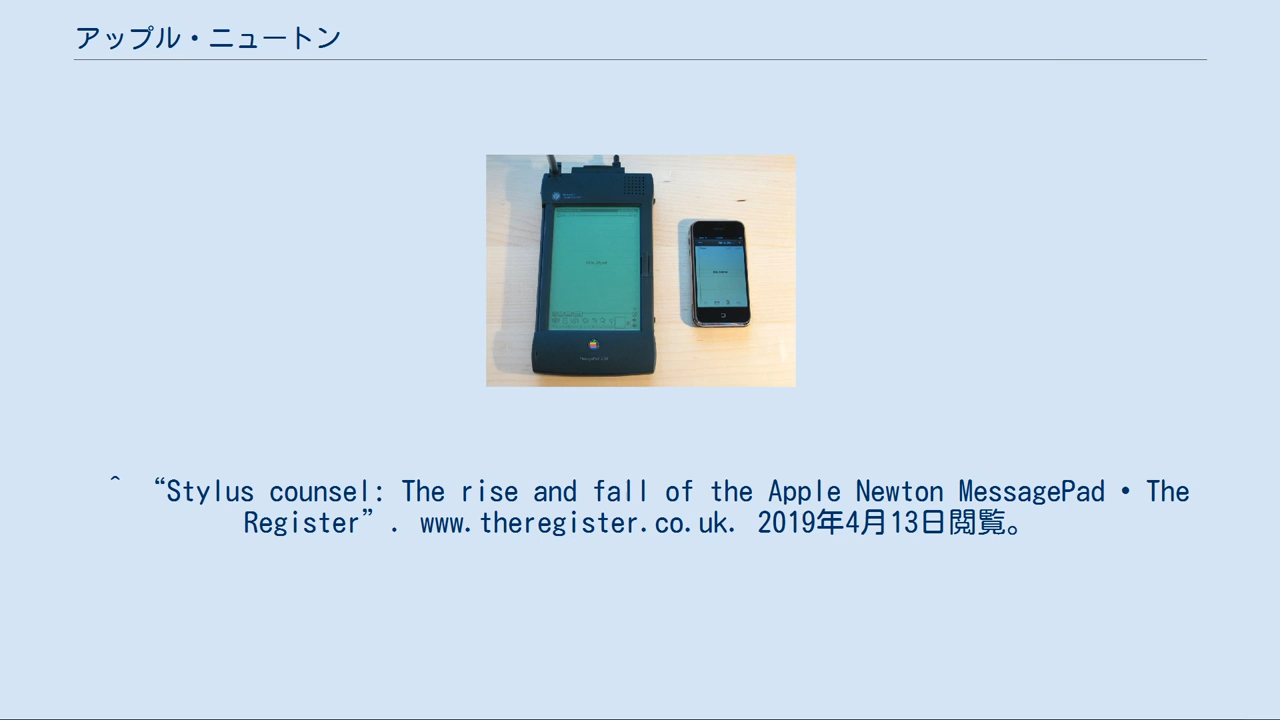 アップル・ニュートン
^ “Stylus counsel: The rise and fall of the Apple Newton MessagePad • The
Register”. www.theregister.co.uk. 2019年4月13日閲覧。